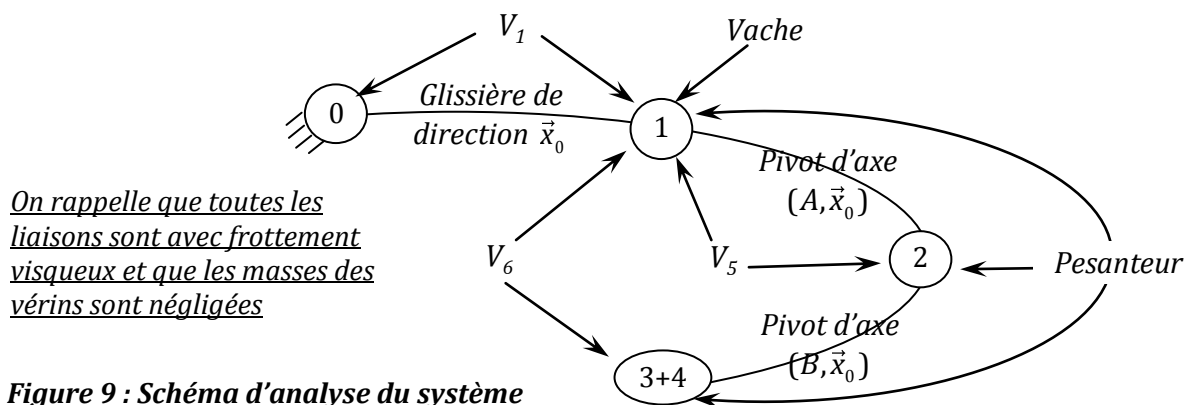 V₁
Vache
0
Glissière de
direction x⃗₀
1
Pivot d'axe
(A, x⃗₀)
On rappelle que toutes les
liaisons sont avec frottement
visqueux et que les masses des
vérins sont négligées
V₆
V₅
2
Pesanteur
Pivot d'axe
(B, x⃗₀)
3+4
Figure 9 : Schéma d'analyse du système